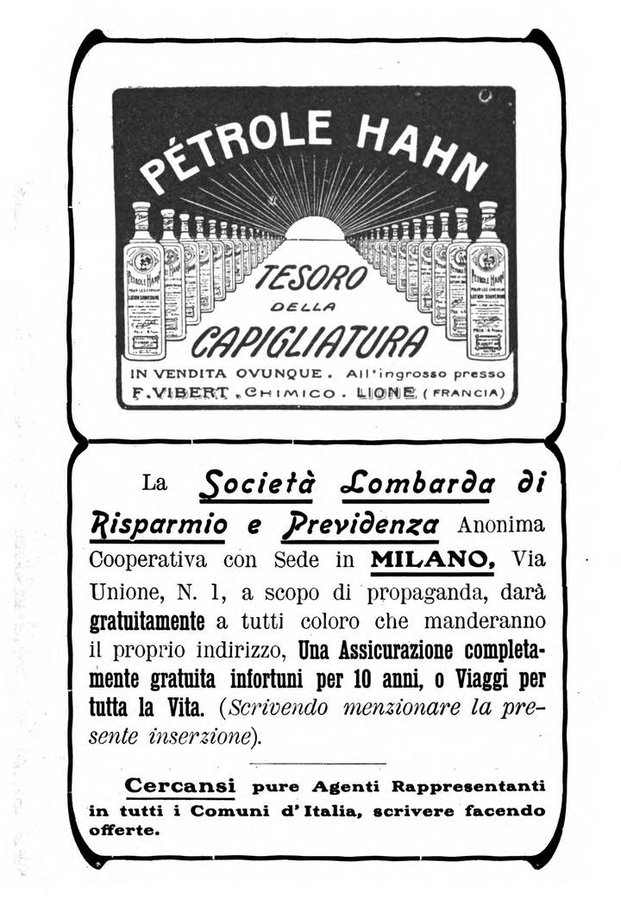 PÉTROLE HAHN
TESORO
DELLA
CAPIGLIATURA
IN VENDITA OVUNQUE. All'ingrosso presso
F. VIBERT, CHIMICO. LIONE (FRANCIA)
La Società Lombarda di
Risparmio e Previdenza Anonima
Cooperativa con Sede in MILANO, Via
Unione, N. 1, a scopo di propaganda, darà
gratuitamente a tutti coloro che manderanno
il proprio indirizzo, Una Assicurazione completa-
mente gratuita infortuni per 10 anni, o Viaggi per
tutta la Vita. (Scrivendo menzionare la pre-
sente inserzione).
Cercansi pure Agenti Rappresentanti
in tutti i Comuni d'Italia, scrivere facendo
offerte.